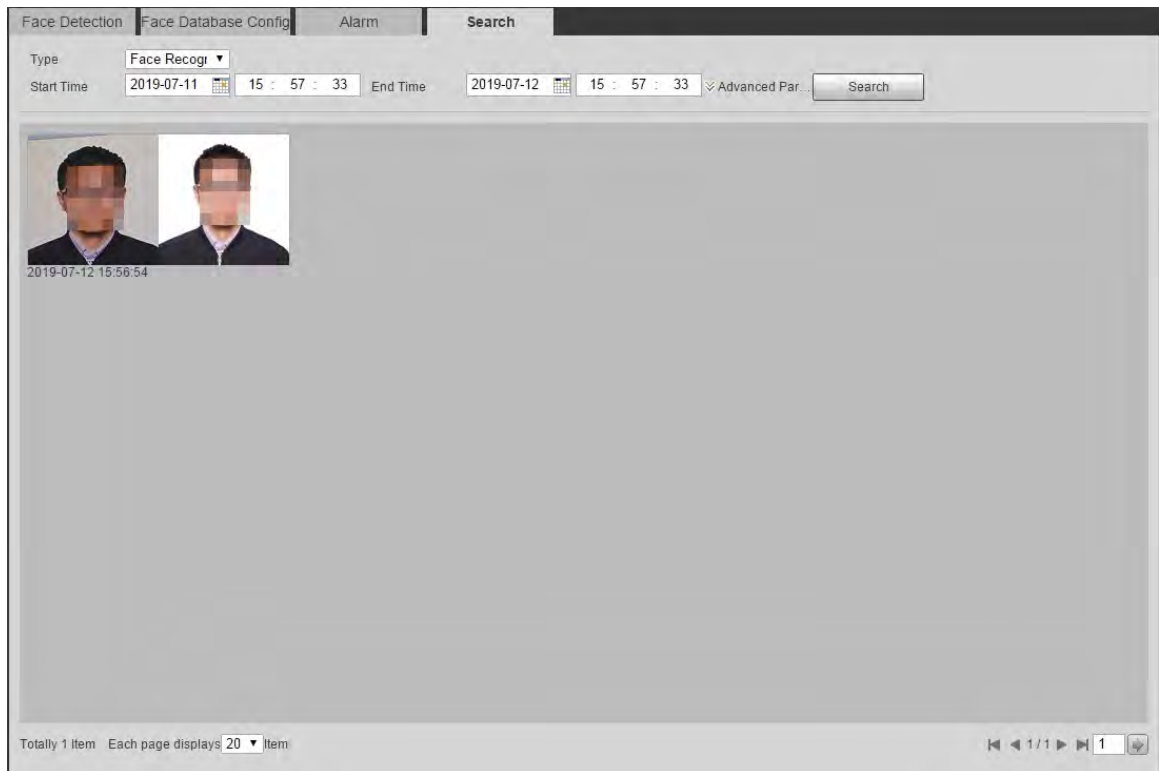 Face Detection Face Database Config Alarm Search
Type Face Recogr
Start Time 2019-07-11 15 : 57 : 33 End Time 2019-07-12 15 : 57 : 33 Advanced Par... Search
2019-07-12 15:56:54
Totally 1 Item Each page displays 20 Item 1 / 1 1